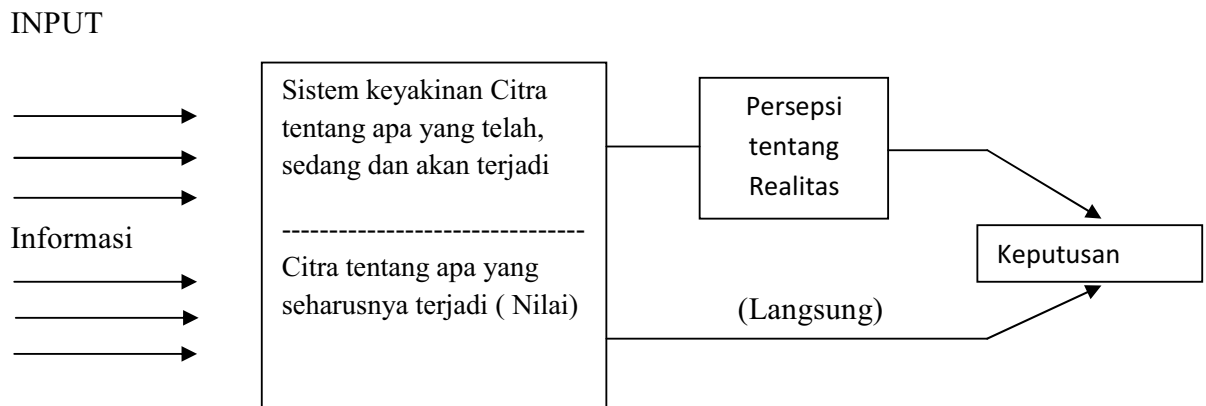 INPUT
Sistem keyakinan Citra
tentang apa yang telah,
sedang dan akan terjadi
--------------------------------
Citra tentang apa yang
seharusnya terjadi ( Nilai)
Informasi
Persepsi
tentang
Realitas
(Langsung)
Keputusan